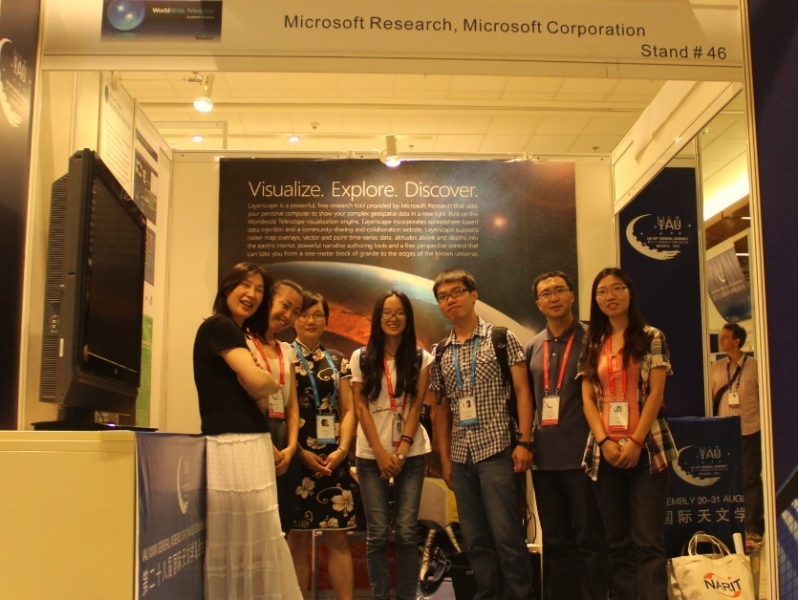 WorldWide Telescope
Microsoft Research, Microsoft Corporation
Stand # 46
Visualize. Explore. Discover.
Layerscape is a powerful, free research tool provided by Microsoft Research that uses
your personal computer to show your complex geospatial data in a new light. Built on the
Worldwide Telescope visualization engine, Layerscape incorporates spreadsheet-based
data injection and a community-sharing and collaboration website. Layerscape supports
raster map overlays, vector and point time-series data, altitudes above and depths into
the earth's interior, powerful narrative authoring tools and a free perspective control that
can take you from a one-meter block of granite to the edges of the known universe.
IAU
IAU
EMBLY 20-31 AUGU
国际天文学
二十八届国际天文学
NARIT